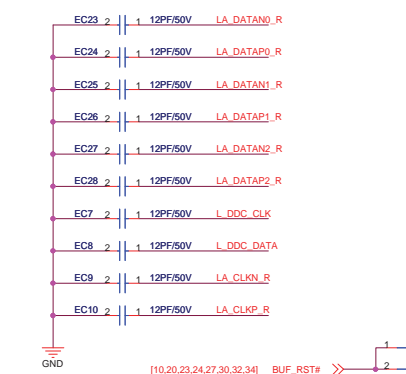 EC23 2 1 12PF/50V LA_DATAN0_R
EC24 2 1 12PF/50V LA_DATAP0_R
EC25 2 1 12PF/50V LA_DATAN1_R
EC26 2 1 12PF/50V LA_DATAP1_R
EC27 2 1 12PF/50V LA_DATAN2_R
EC28 2 1 12PF/50V LA_DATAP2_R
EC7 2 1 12PF/50V L_DDC_CLK
EC8 2 1 12PF/50V L_DDC_DATA
EC9 2 1 12PF/50V LA_CLKN_R
EC10 2 1 12PF/50V LA_CLKP_R
1
GND
[10,20,23,24,27,30,32,34] BUF_RST# 2